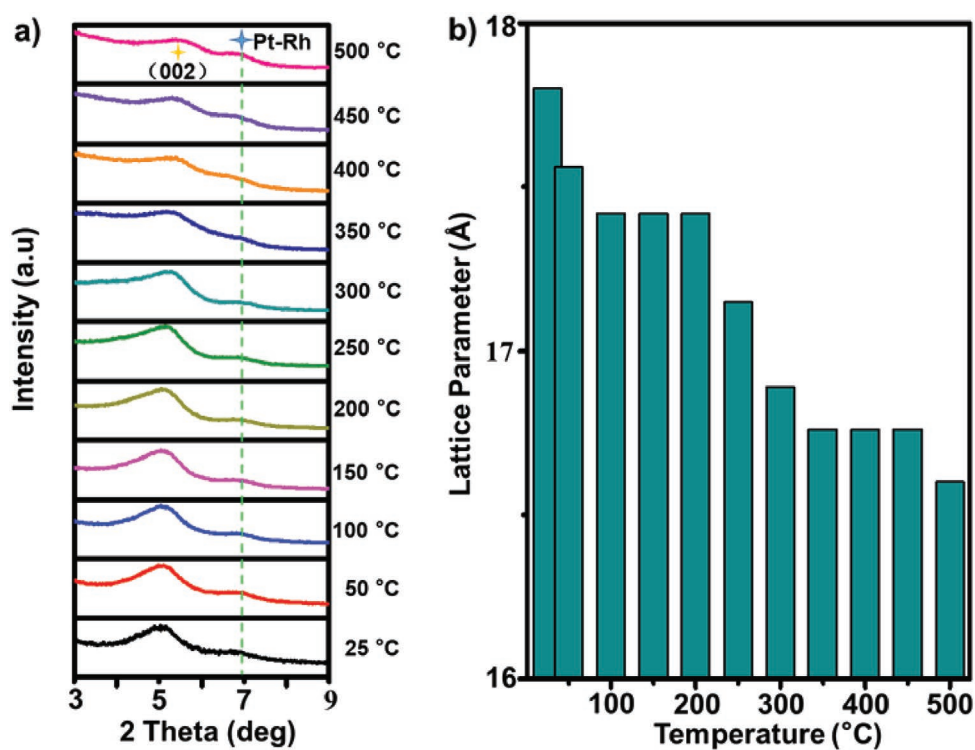 a)
Pt-Rh
(002)
500 °C
450 °C
400 °C
350 °C
300 °C
250 °C
200 °C
150 °C
100 °C
50 °C
25 °C
Intensity (a.u)
3 5 7 9
2 Theta (deg)
b)
18
17
16
Lattice Parameter (Å)
100 200 300 400 500
Temperature (°C)